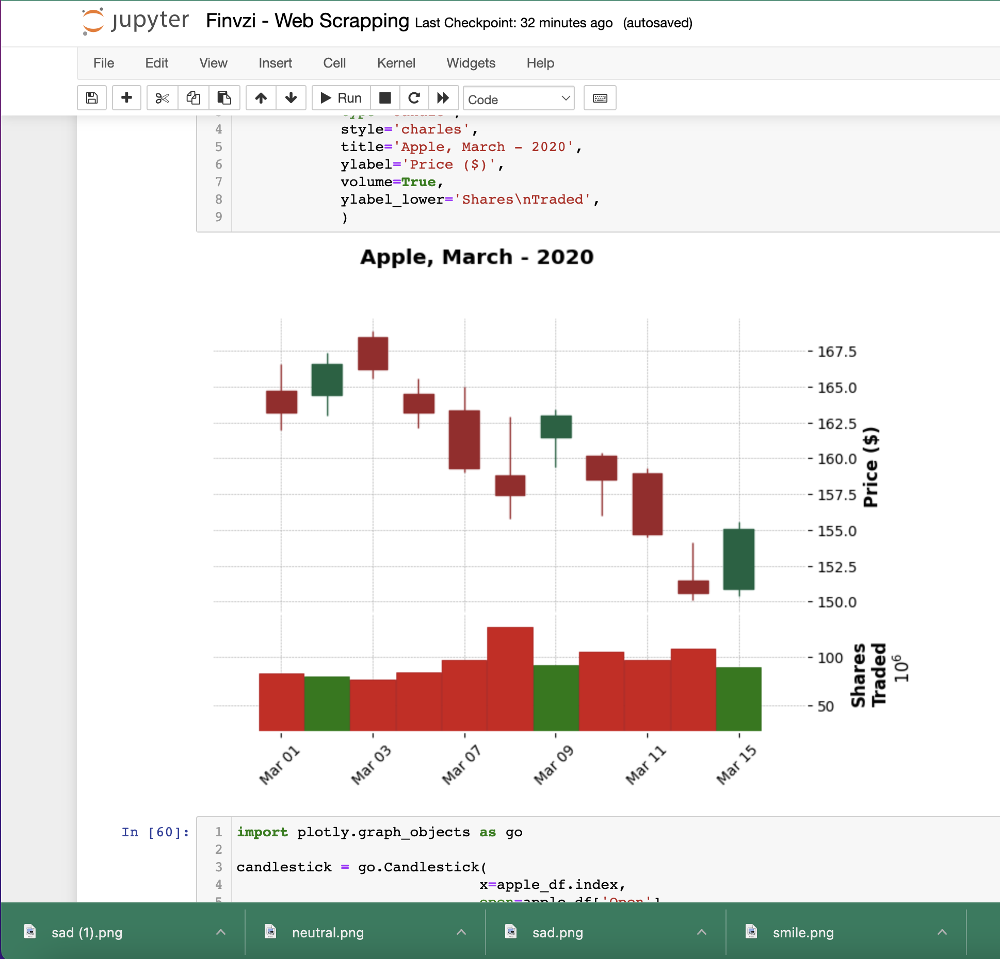 jupyter Finvzi - Web Scrapping Last Checkpoint: 32 minutes ago (autosaved)
File Edit View Insert Cell Kernel Widgets Help
Run Code
4 style='charles',
5 title='Apple, March - 2020',
6 ylabel='Price ($)',
7 volume=True,
8 ylabel_lower='Shares\nTraded',
9 )
Apple, March - 2020
167.5
165.0
162.5
160.0
157.5
155.0
152.5
150.0
Price ($)
100
50
Shares
Traded
10⁶
Mar 01 Mar 03 Mar 07 Mar 09 Mar 11 Mar 15
In [60]:
1 import plotly.graph_objects as go
2
3 candlestick = go.Candlestick(
4 x=apple_df.index,
5 open=apple_df['Open']
sad (1).png neutral.png sad.png smile.png